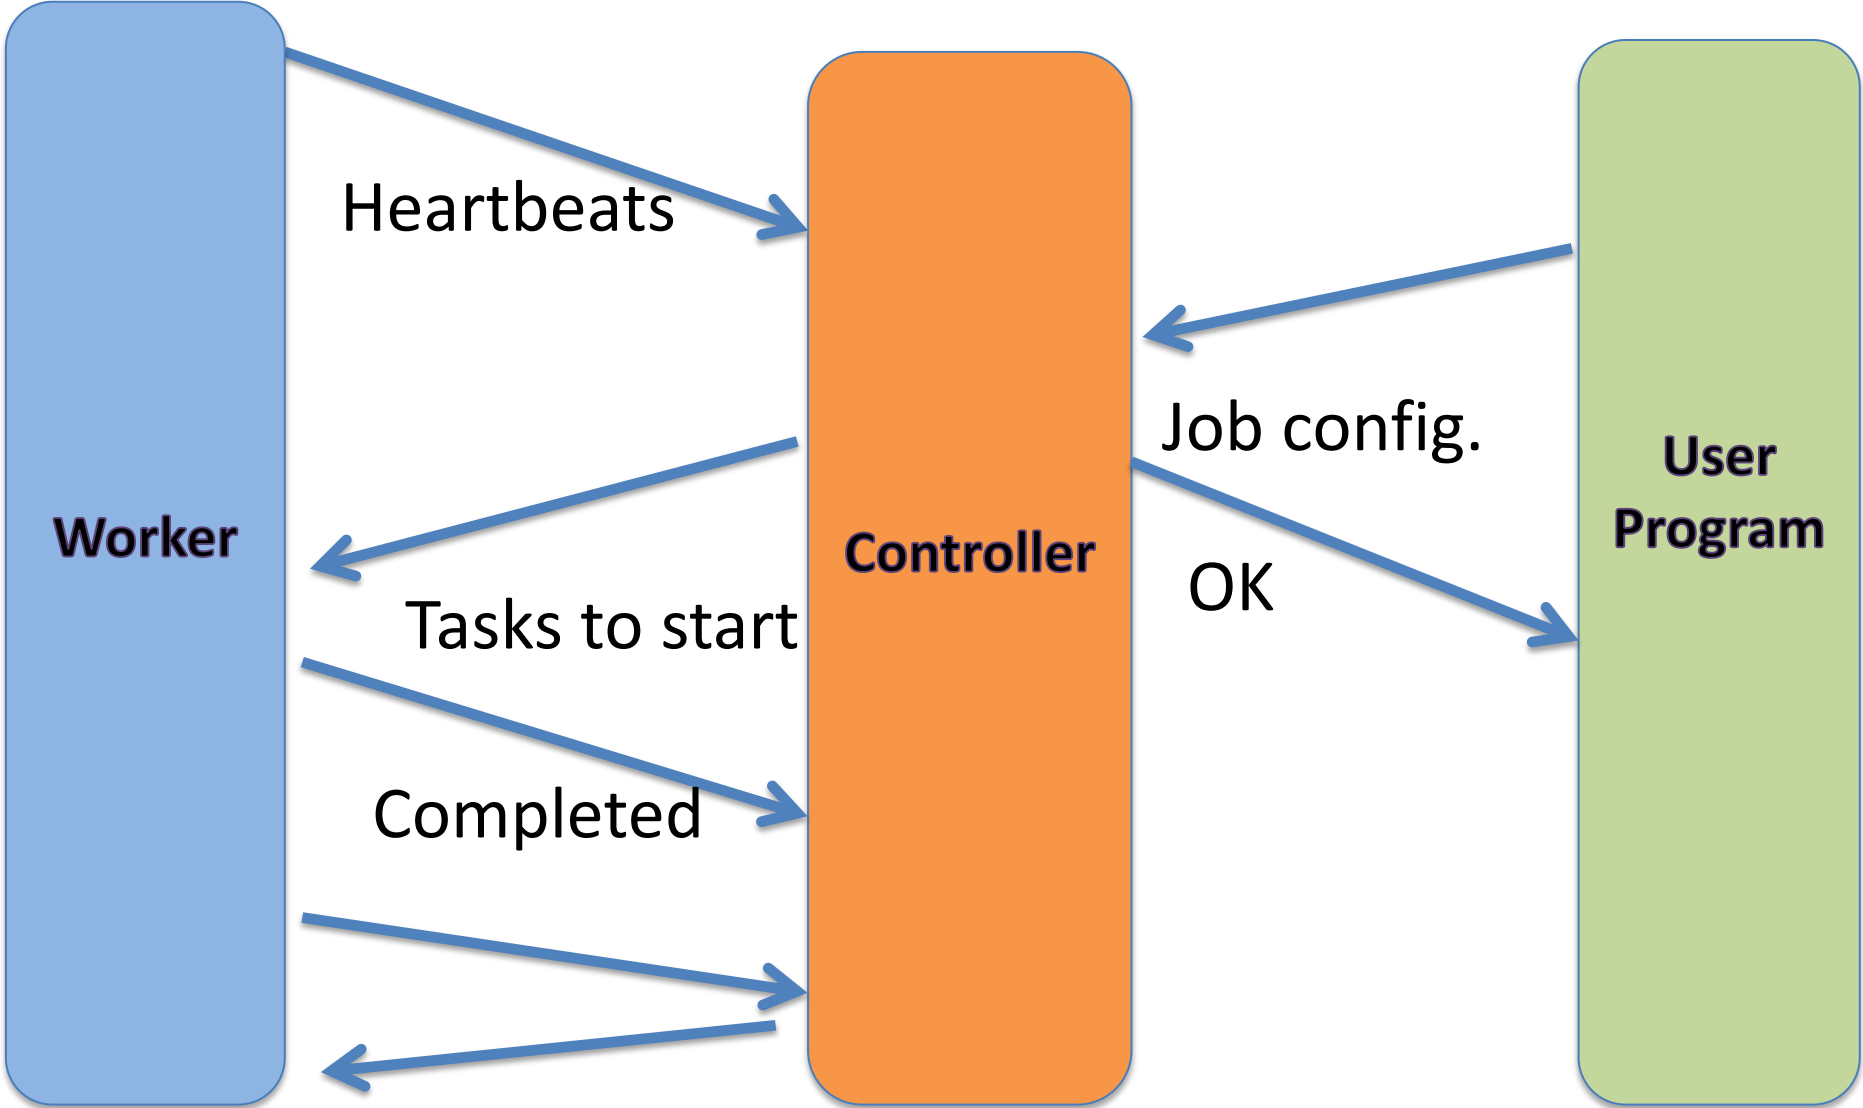 Heartbeats
Job config.
User
Program
Worker
Controller
OK
Tasks to start
Completed